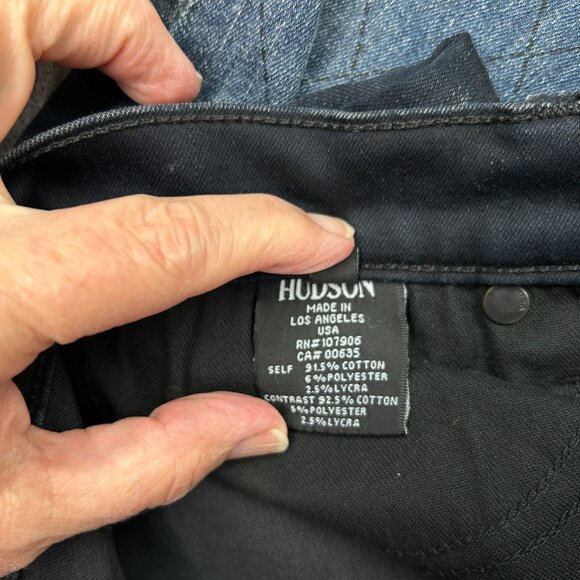 HUDSON
MADE IN
LOS ANGELES
USA
RN#107906
CA# 00635
SELF 91.5% COTTON
6% POLYESTER
2.5% LYCRA
CONTRAST 92.5% COTTON
5% POLYESTER
2.5% LYCRA